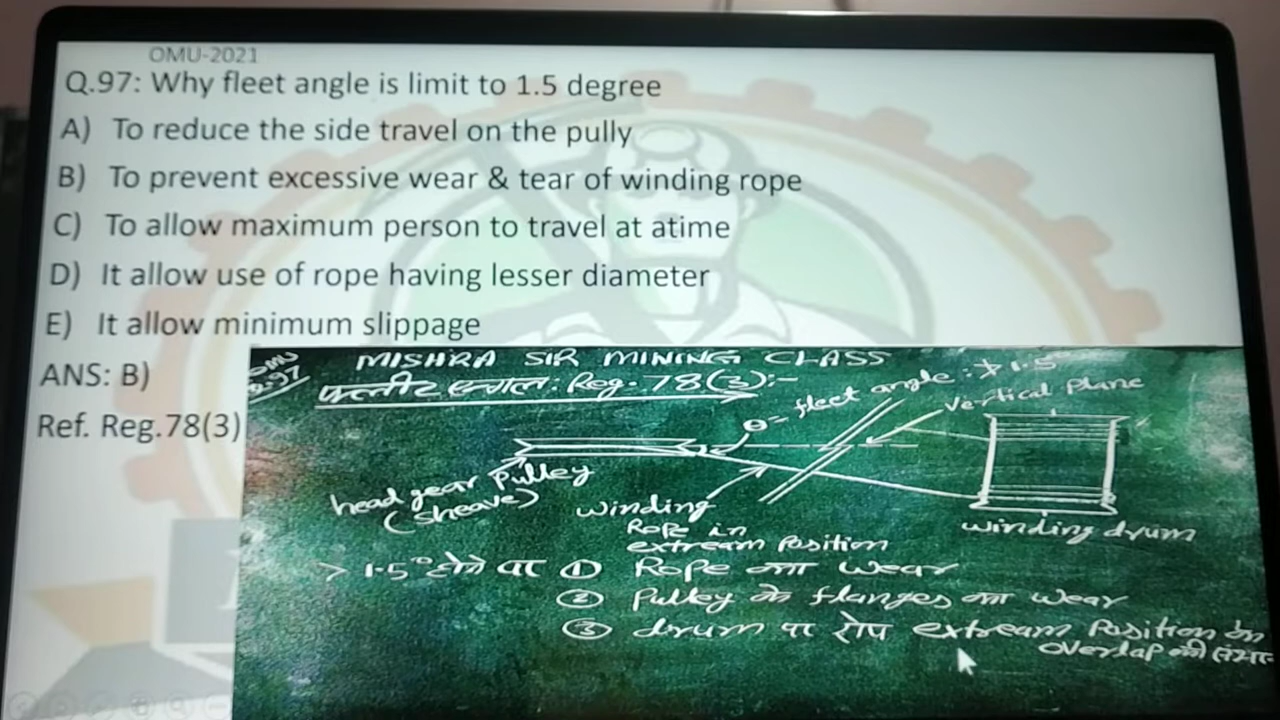 OMU-2021
Q.97: Why fleet angle is limit to 1.5 degree
A) To reduce the side travel on the pully
B) To prevent excessive wear & tear of winding rope
C) To allow maximum person to travel at atime
D) It allow use of rope having lesser diameter
E) It allow minimum slippage
ANS: B)
Ref. Reg.78(3)
OMU
Q.97
MISHRA SIR MINING CLASS
फ्लीट एंगल: Reg. 78(3):-
θ = fleet angle: ≯ 1.5
Vertical plane
head gear pulley
(sheave)
winding
Rope in
extream Position
winding drum
> 1.5° होने पर ① Rope का wear
② Pulley के flanges का wear
③ drum पर रोप extream Position में
overlap की